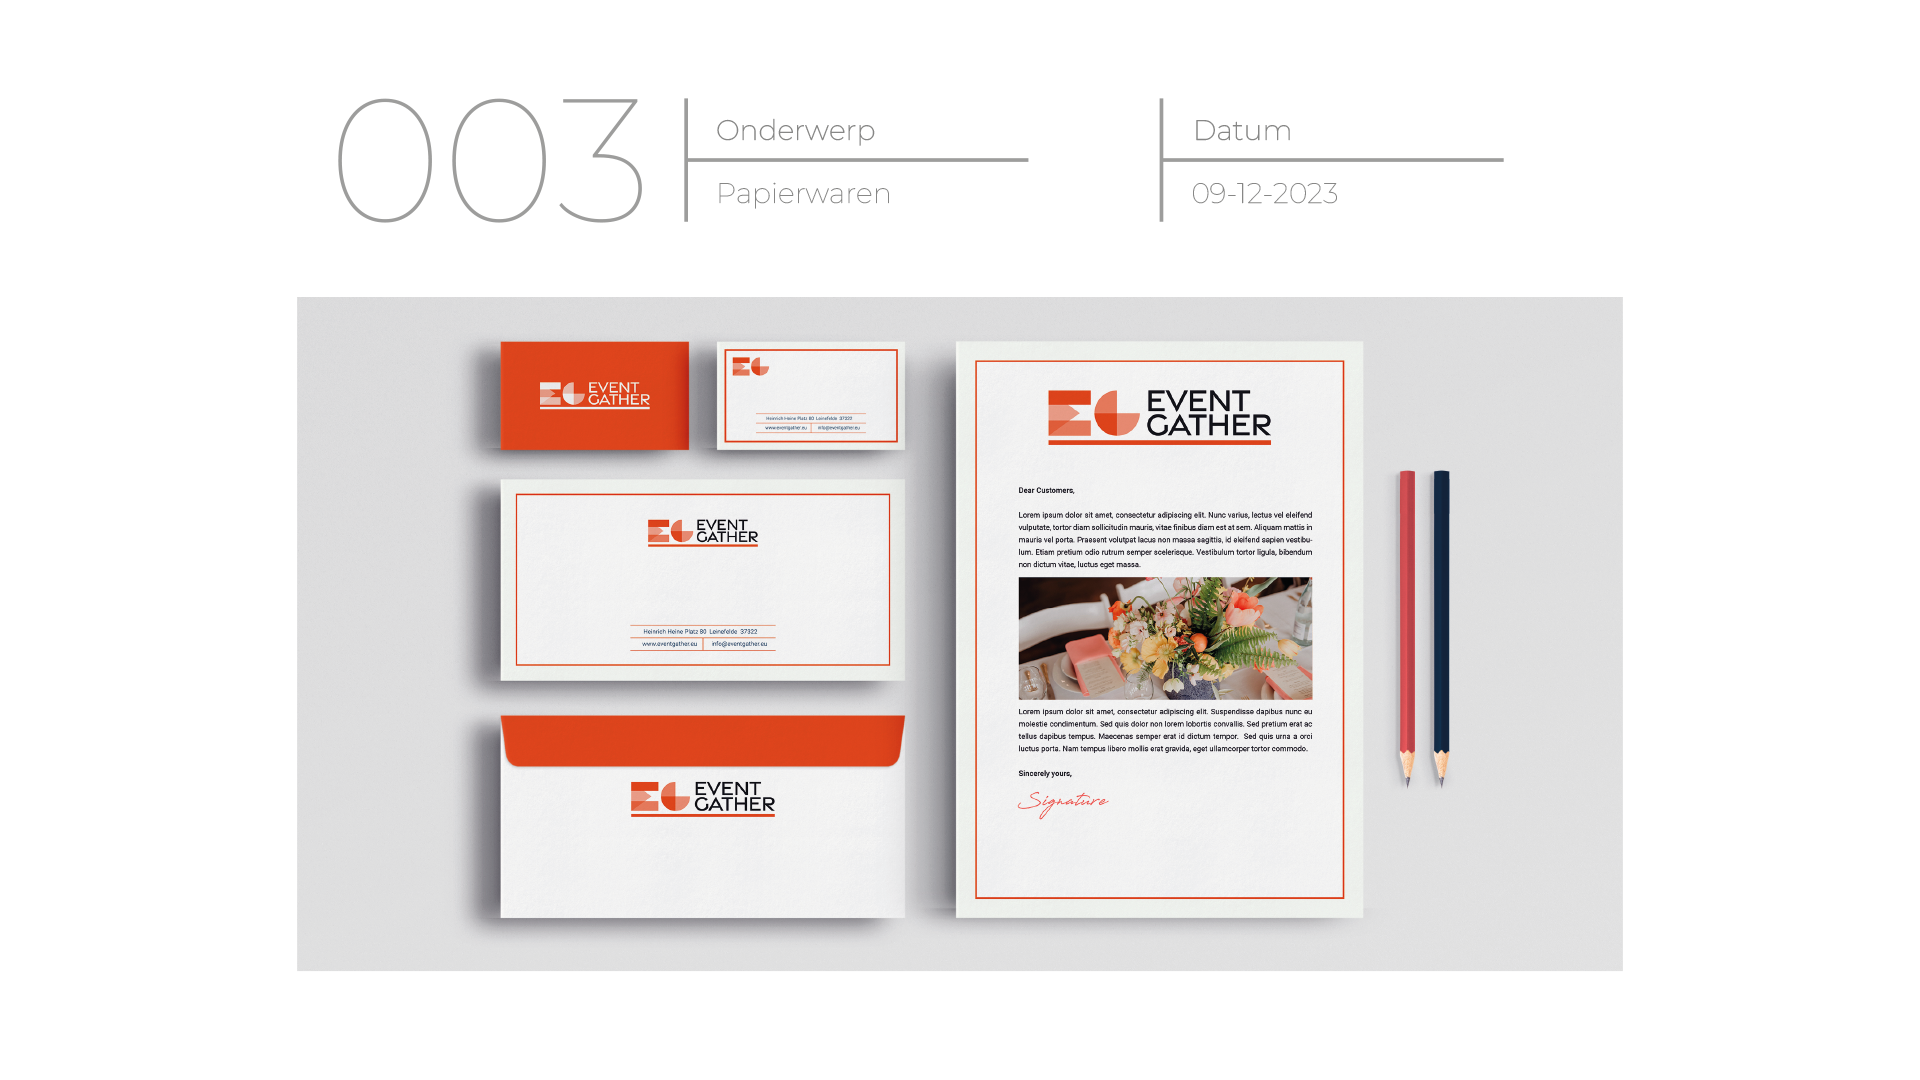 003
Onderwerp
Papierwaren
Datum
09-12-2023
EVENT
GATHER
Heinrich Heine Platz 80 Leinefelde 37322
www.eventgather.eu info@eventgather.eu
EVENT
GATHER
Heinrich Heine Platz 80 Leinefelde 37322
www.eventgather.eu info@eventgather.eu
EVENT
GATHER
EVENT
GATHER
Dear Customers,
Lorem ipsum dolor sit amet, consectetur adipiscing elit. Nunc varius, lectus vel eleifend
vulputate, tortor diam sollicitudin mauris, vitae finibus diam est at sem. Aliquam mattis in
mauris vel porta. Praesent volutpat lacus non massa sagittis, id eleifend sapien vestibu-
lum. Etiam pretium odio rutrum semper scelerisque. Vestibulum tortor ligula, bibendum
non dictum vitae, luctus eget massa.
Lorem ipsum dolor sit amet, consectetur adipiscing elit. Suspendisse dapibus nunc eu
molestie condimentum. Sed quis dolor non lorem lobortis convallis. Sed pretium erat ac
tellus dapibus tempus. Maecenas semper erat id dictum tempor. Sed quis urna a orci
luctus porta. Nam tempus libero mollis erat gravida, eget ullamcorper tortor commodo.
Sincerely yours,
Signature